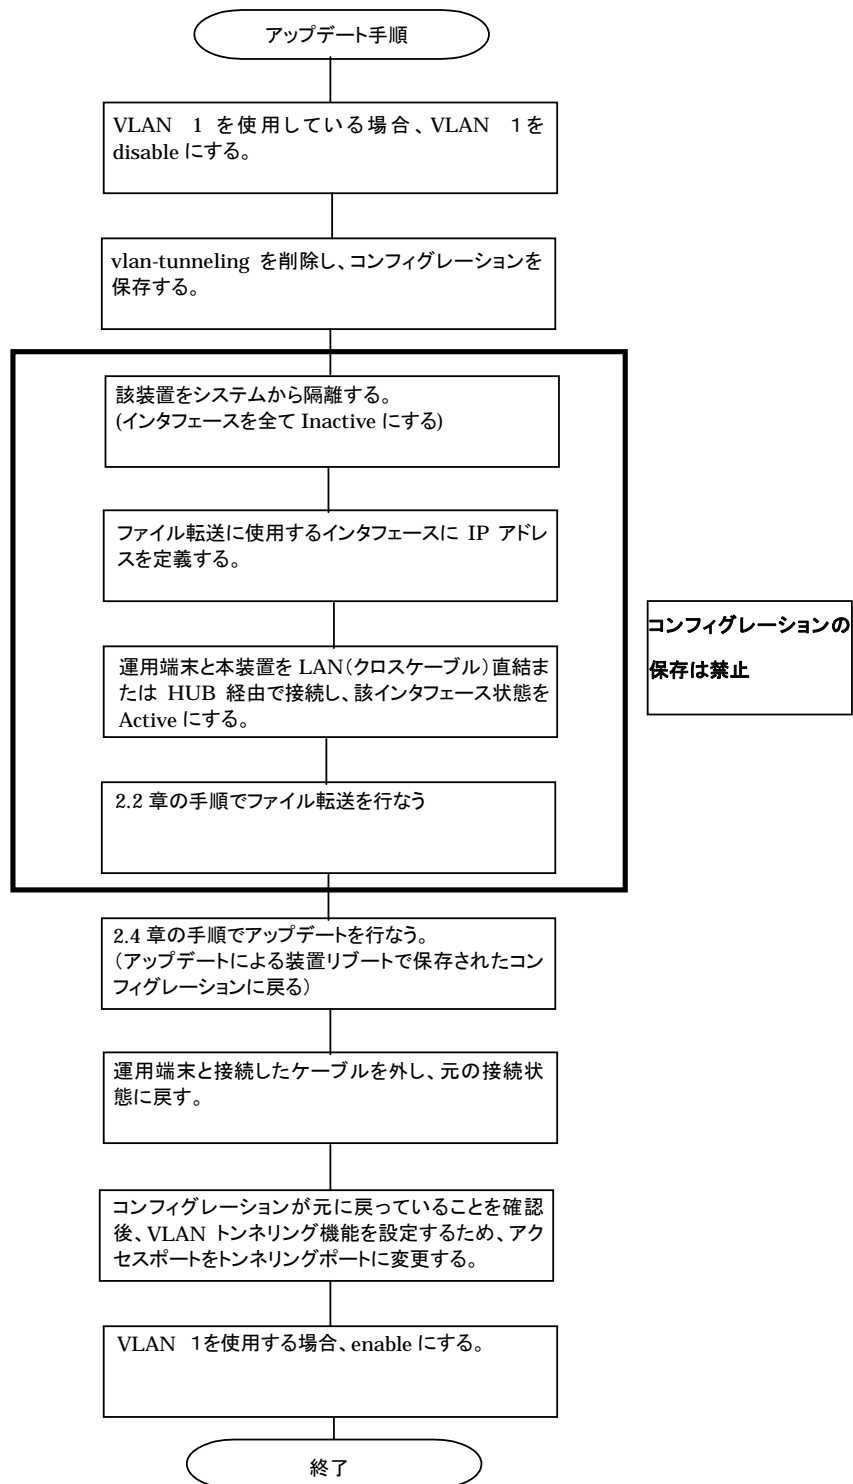 アップデート手順
VLAN 1 を使用している場合、VLAN 1を
disable にする。
vlan-tunneling を削除し、コンフィグレーションを
保存する。
該装置をシステムから隔離する。
(インタフェースを全て Inactive にする)
ファイル転送に使用するインタフェースに IP アドレ
スを定義する。
運用端末と本装置を LAN(クロスケーブル)直結ま
たは HUB 経由で接続し、該インタフェース状態を
Active にする。
コンフィグレーションの
保存は禁止
2.2 章の手順でファイル転送を行なう
2.4 章の手順でアップデートを行なう。
(アップデートによる装置リブートで保存されたコン
フィグレーションに戻る)
運用端末と接続したケーブルを外し、元の接続状
態に戻す。
コンフィグレーションが元に戻っていることを確認
後、VLAN トンネリング機能を設定するため、アク
セスポートをトンネリングポートに変更する。
VLAN 1を使用する場合、enable にする。
終了